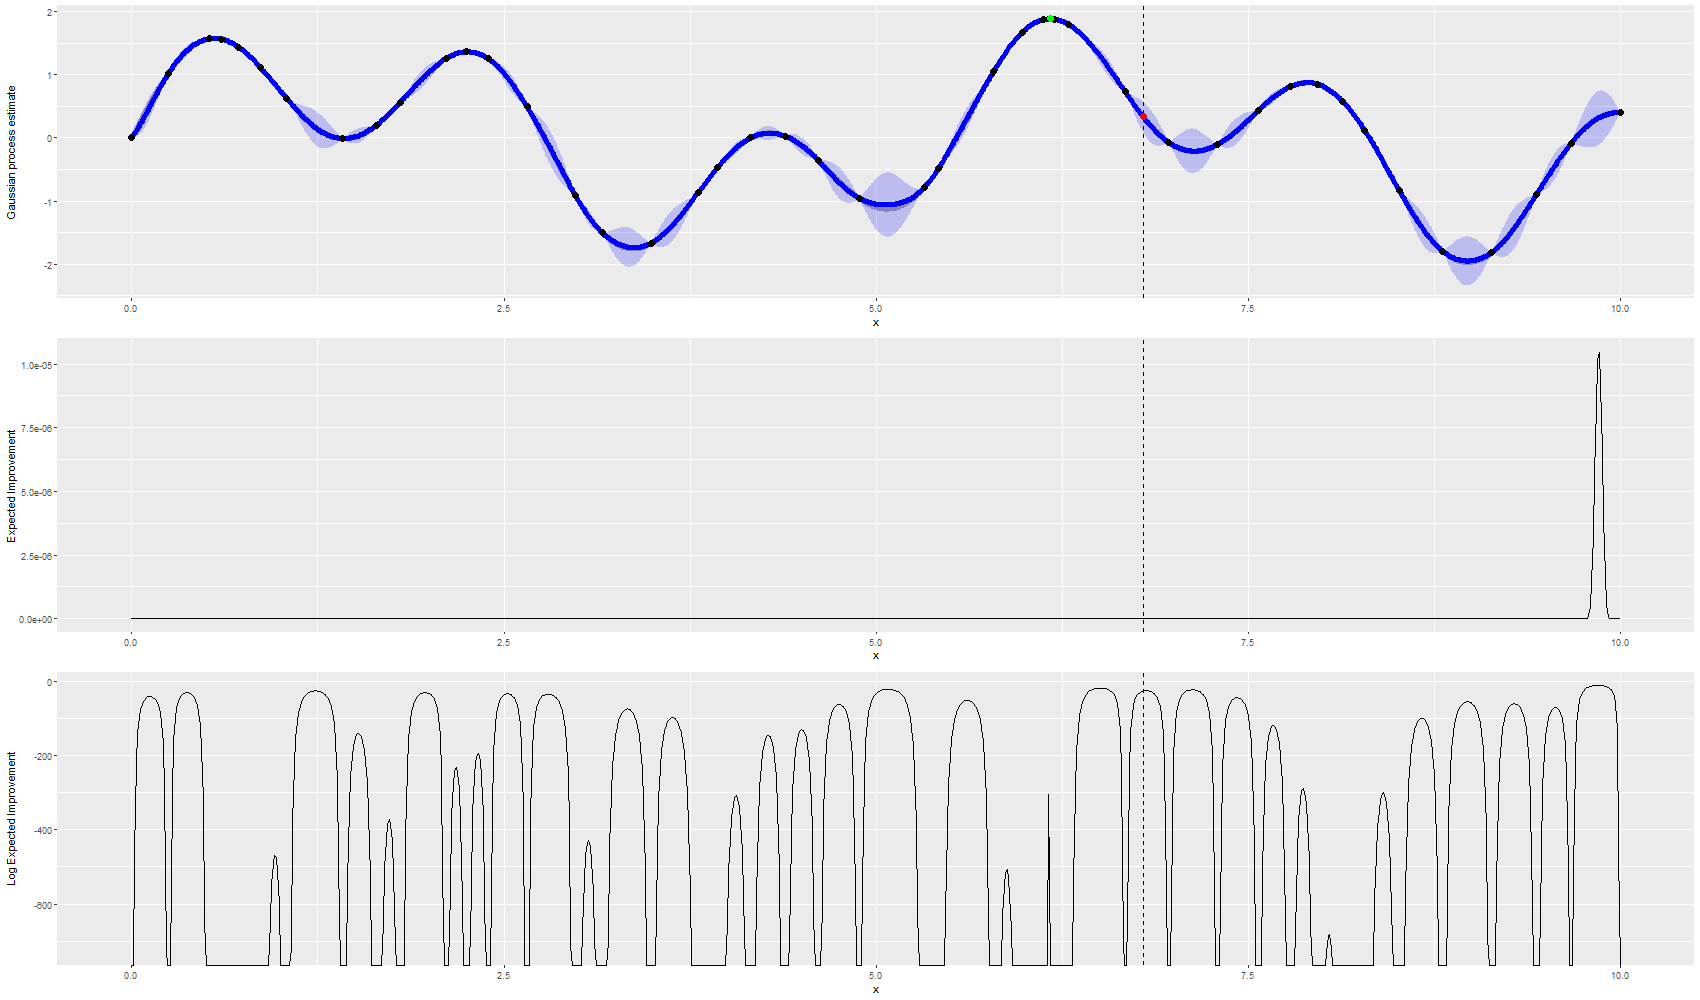 Gaussian process estimate
2
1
0
-1
-2
0.0 2.5 5.0 7.5 10.0
x
Expected Improvement
1.0e-05
7.5e-06
5.0e-06
2.5e-06
0.0e+00
0.0 2.5 5.0 7.5 10.0
x
Log Expected Improvement
0
-200
-400
-600
0.0 2.5 5.0 7.5 10.0
x